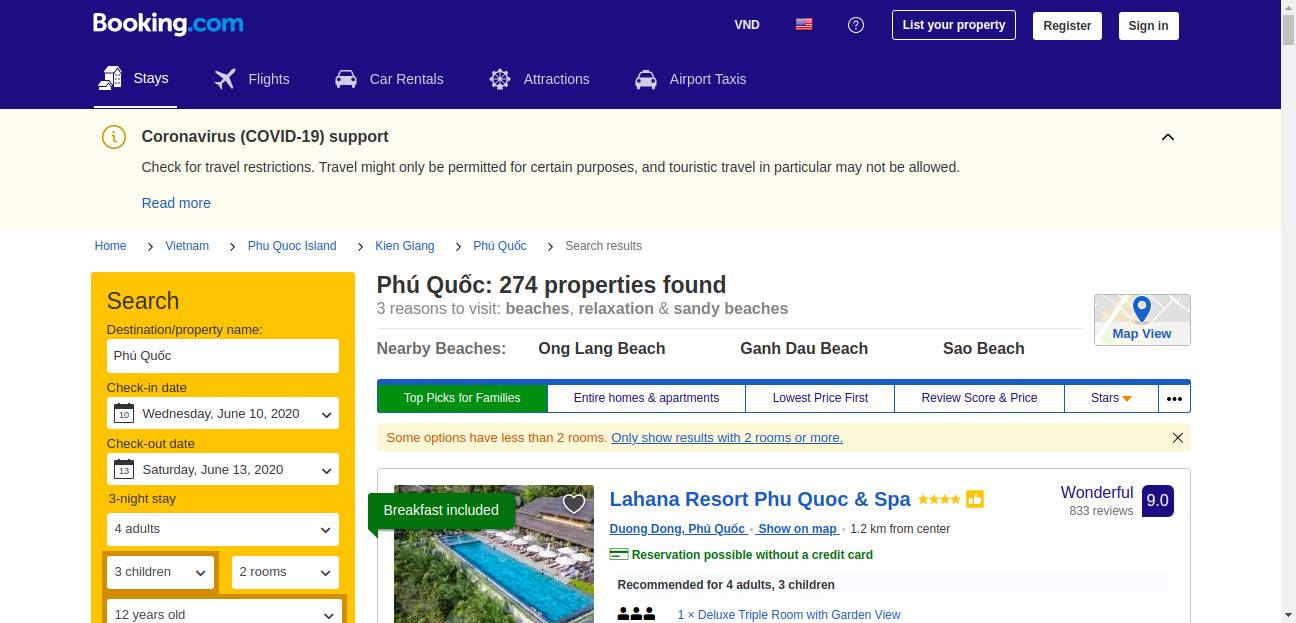 Booking.com
VND
List your property
Register
Sign in
Stays
Flights
Car Rentals
Attractions
Airport Taxis
Coronavirus (COVID-19) support
Check for travel restrictions. Travel might only be permitted for certain purposes, and touristic travel in particular may not be allowed.
Read more
Home
Vietnam
Phu Quoc Island
Kien Giang
Phú Quốc
Search results
Search
Destination/property name:
Phú Quốc
Check-in date
10
Wednesday, June 10, 2020
Check-out date
13
Saturday, June 13, 2020
3-night stay
4 adults
3 children
2 rooms
12 years old
Phú Quốc: 274 properties found
3 reasons to visit: beaches, relaxation & sandy beaches
Map View
Nearby Beaches:
Ong Lang Beach
Ganh Dau Beach
Sao Beach
Top Picks for Families
Entire homes & apartments
Lowest Price First
Review Score & Price
Stars
Some options have less than 2 rooms. Only show results with 2 rooms or more.
Breakfast included
Lahana Resort Phu Quoc & Spa
Wonderful
833 reviews
9.0
Duong Dong, Phú Quốc · Show on map · 1.2 km from center
Reservation possible without a credit card
Recommended for 4 adults, 3 children
1 × Deluxe Triple Room with Garden View